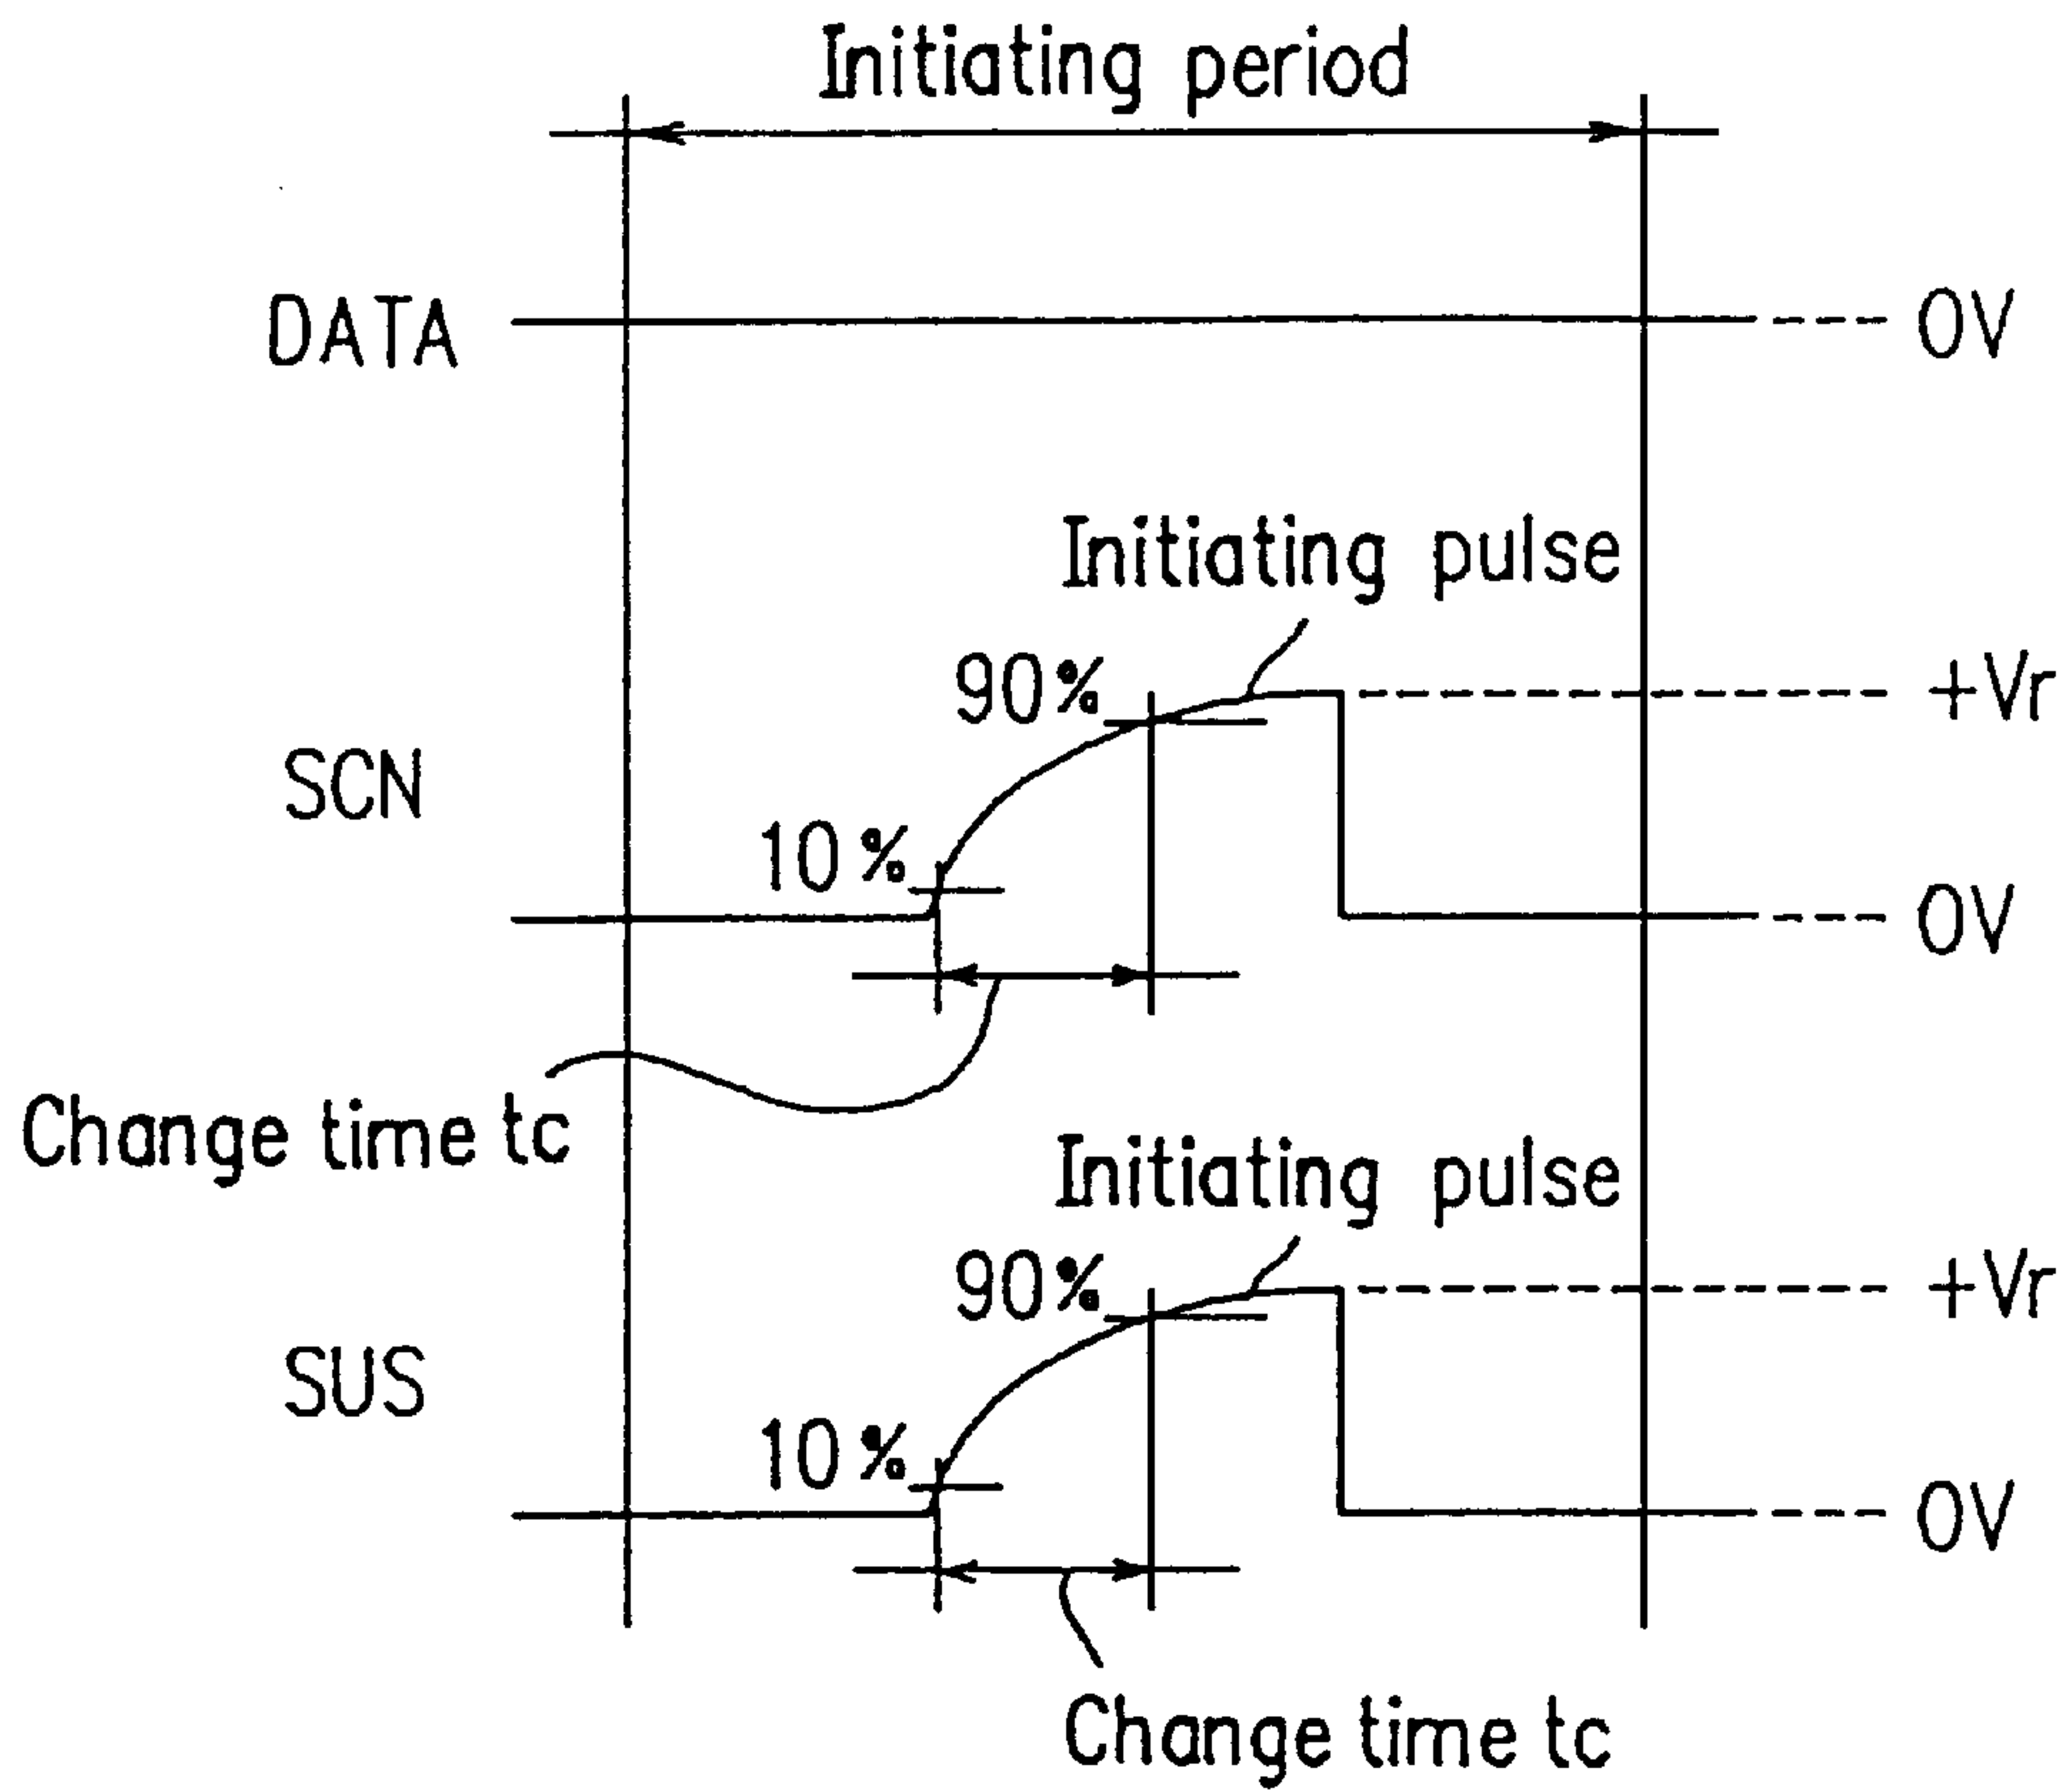 Initiating period
DATA
0V
Initiating pulse
90%
+Vr
SCN
10%
0V
Change time tc
Initiating pulse
90%
+Vr
SUS
10%
0V
Change time tc